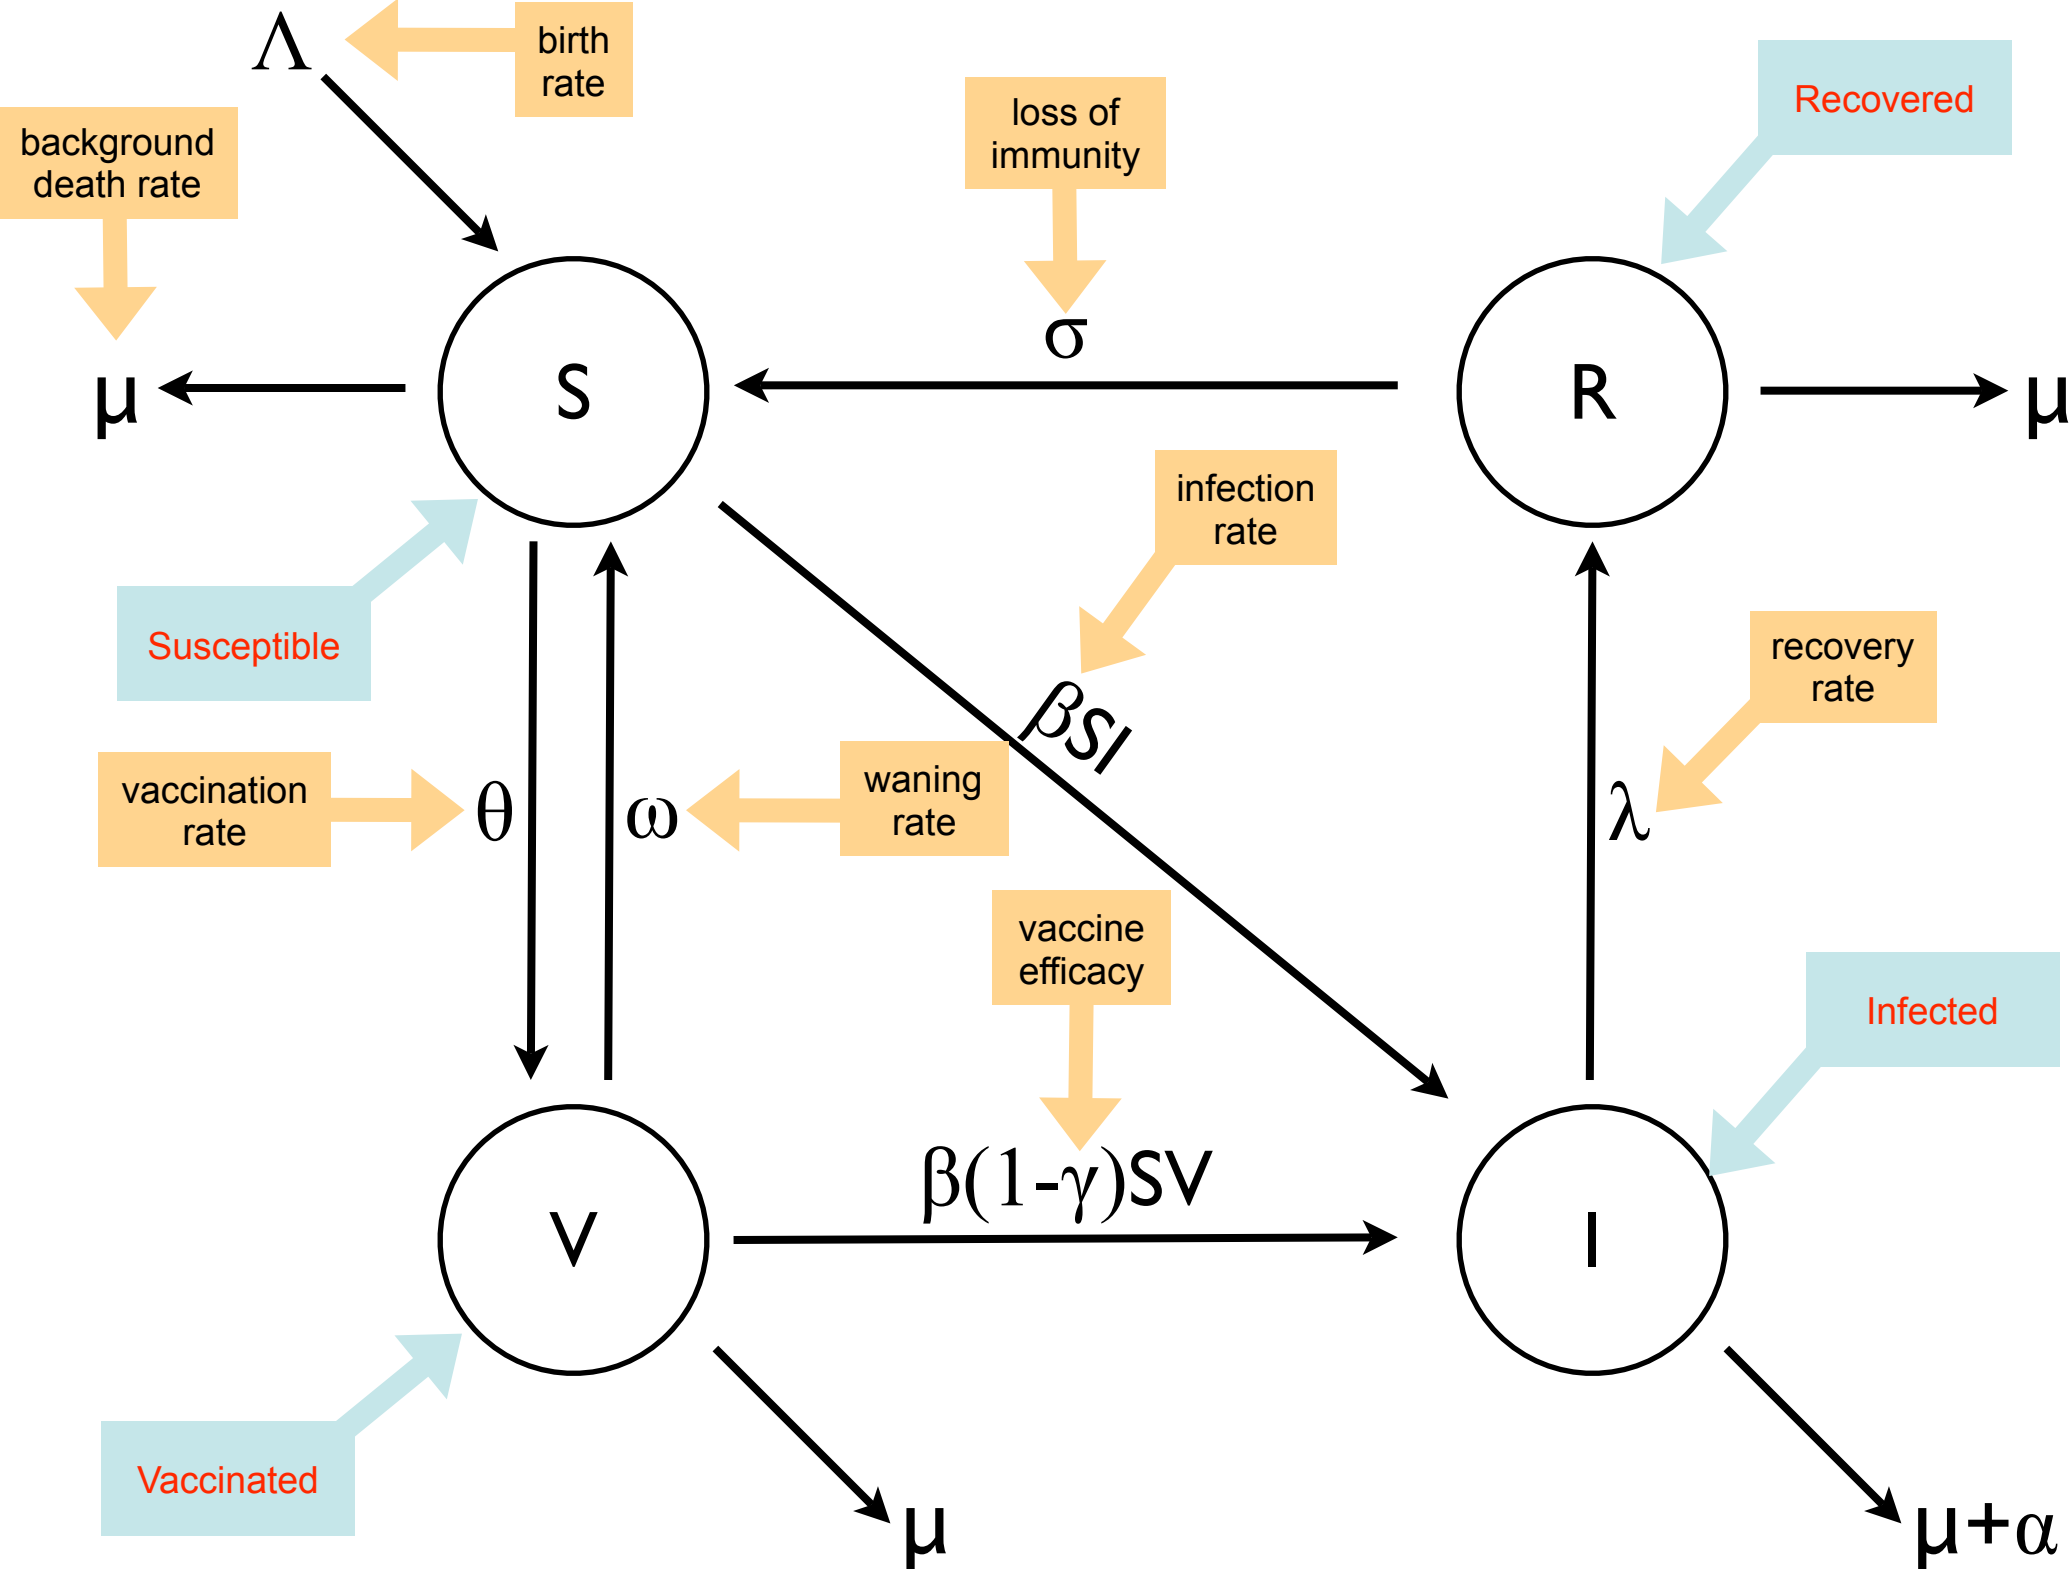 Λ
birth
rate
background
death rate
loss of
immunity
Recovered
σ
μ
S
R
μ
infection
rate
Susceptible
βSI
recovery
rate
vaccination
rate
θ
ω
waning
rate
λ
vaccine
efficacy
Infected
β(1-γ)SV
V
I
Vaccinated
μ
μ+α